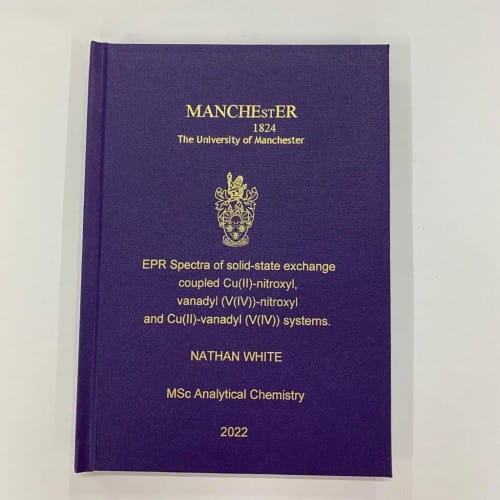 MANCHEsTER
1824
The University of Manchester
EPR Spectra of solid-state exchange
coupled Cu(II)-nitroxyl,
vanadyl (V(IV))-nitroxyl
and Cu(II)-vanadyl (V(IV)) systems.
NATHAN WHITE
MSc Analytical Chemistry
2022